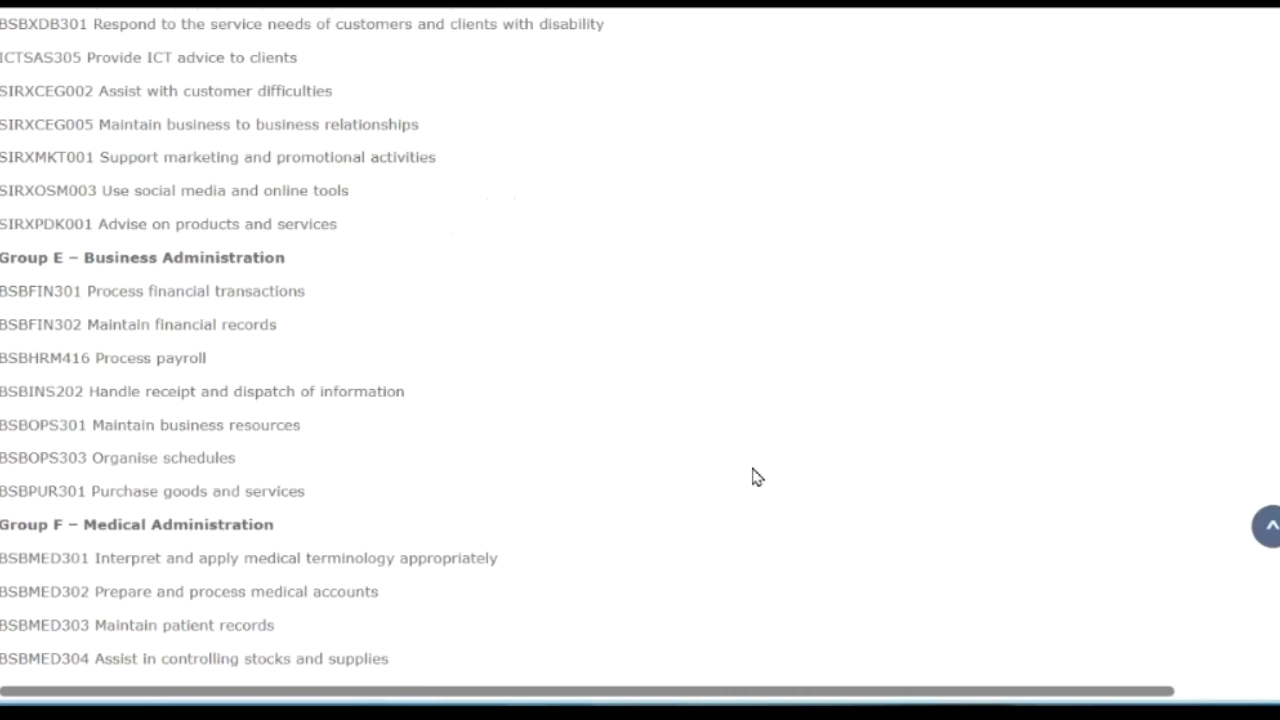 BSBXDB301 Respond to the service needs of customers and clients with disability
ICTSAS305 Provide ICT advice to clients
SIRXCEG002 Assist with customer difficulties
SIRXCEG005 Maintain business to business relationships
SIRXMKT001 Support marketing and promotional activities
SIRXOSM003 Use social media and online tools
SIRXPDK001 Advise on products and services
Group E – Business Administration
BSBFIN301 Process financial transactions
BSBFIN302 Maintain financial records
BSBHRM416 Process payroll
BSBINS202 Handle receipt and dispatch of information
BSBOPS301 Maintain business resources
BSBOPS303 Organise schedules
BSBPUR301 Purchase goods and services
Group F – Medical Administration
BSBMED301 Interpret and apply medical terminology appropriately
BSBMED302 Prepare and process medical accounts
BSBMED303 Maintain patient records
BSBMED304 Assist in controlling stocks and supplies